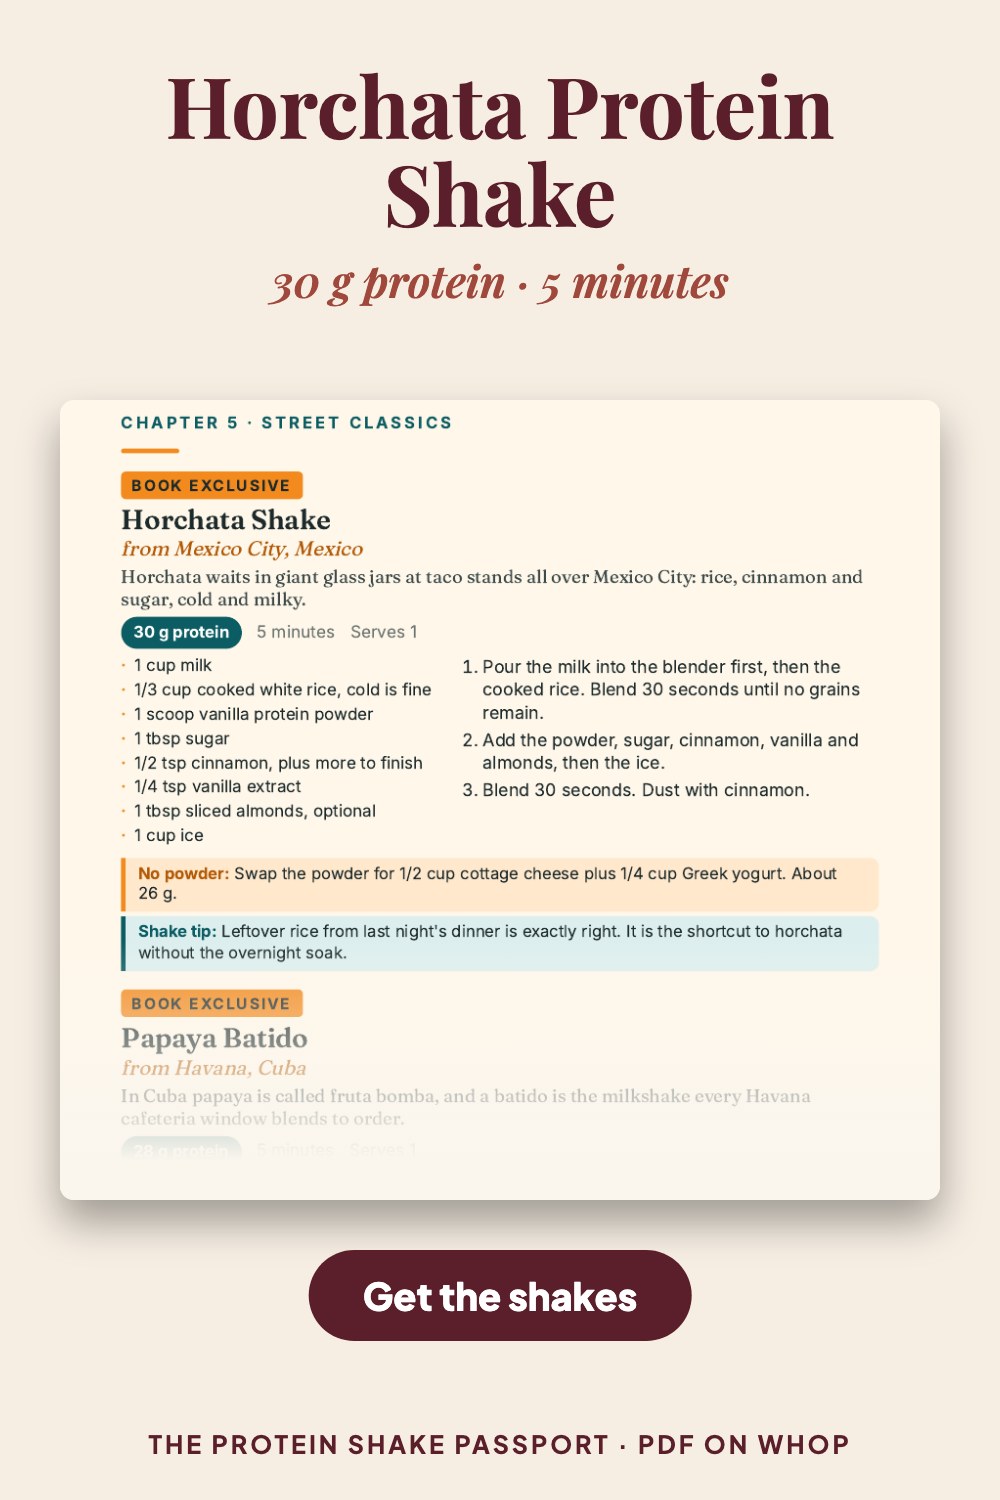 Horchata Protein
Shake
30 g protein · 5 minutes
CHAPTER 5 · STREET CLASSICS
BOOK EXCLUSIVE
Horchata Shake
from Mexico City, Mexico
Horchata waits in giant glass jars at taco stands all over Mexico City: rice, cinnamon and
sugar, cold and milky.
30 g protein 5 minutes Serves 1
· 1 cup milk
· 1/3 cup cooked white rice, cold is fine
· 1 scoop vanilla protein powder
· 1 tbsp sugar
· 1/2 tsp cinnamon, plus more to finish
· 1/4 tsp vanilla extract
· 1 tbsp sliced almonds, optional
· 1 cup ice
1. Pour the milk into the blender first, then the
cooked rice. Blend 30 seconds until no grains
remain.
2. Add the powder, sugar, cinnamon, vanilla and
almonds, then the ice.
3. Blend 30 seconds. Dust with cinnamon.
No powder: Swap the powder for 1/2 cup cottage cheese plus 1/4 cup Greek yogurt. About
26 g.
Shake tip: Leftover rice from last night's dinner is exactly right. It is the shortcut to horchata
without the overnight soak.
BOOK EXCLUSIVE
Papaya Batido
from Havana, Cuba
In Cuba papaya is called fruta bomba, and a batido is the milkshake every Havana
cafeteria window blends to order.
28 g protein 5 minutes Serves 1
Get the shakes
THE PROTEIN SHAKE PASSPORT · PDF ON WHOP